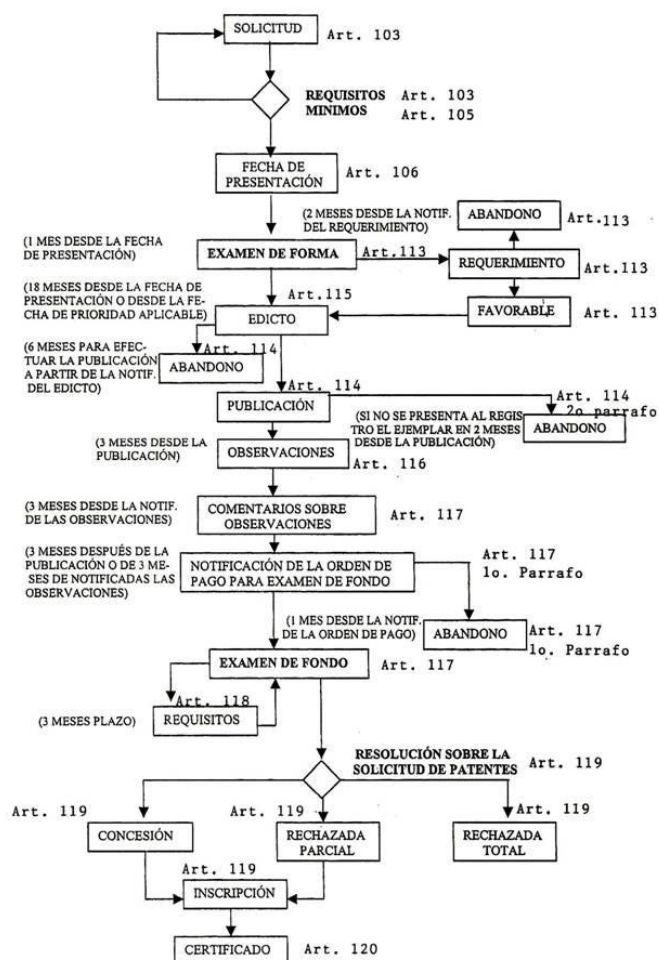 SOLICITUD
Art. 103
REQUISITOS
MINIMOS
Art. 103
Art. 105
FECHA DE
PRESENTACIÓN
Art. 106
(2 MESES DESDE LA NOTIF.
DEL REQUERIMIENTO)
ABANDONO
Art.113
(1 MES DESDE LA FECHA
DE PRESENTACIÓN)
EXAMEN DE FORMA
Art.113
REQUERIMIENTO
Art.113
(18 MESES DESDE LA FECHA DE
PRESENTACIÓN O DESDE LA FE-
CHA DE PRIORIDAD APLICABLE)
Art.115
EDICTO
FAVORABLE
Art. 113
(6 MESES PARA EFEC-
TUAR LA PUBLICACIÓN
A PARTIR DE LA NOTIF.
DEL EDICTO)
Art. 114
ABANDONO
Art. 114
PUBLICACIÓN
(SI NO SE PRESENTA AL REGIS
TRO EL EJEMPLAR EN 2 MESES
DESDE LA PUBLICACIÓN)
Art. 114
2o parrafo
ABANDONO
(3 MESES DESDE LA
PUBLICACIÓN)
OBSERVACIONES
Art. 116
(3 MESES DESDE LA NOTIF.
DE LAS OBSERVACIONES)
COMENTARIOS SOBRE
OBSERVACIONES
Art. 117
(3 MESES DESPUÉS DE LA
PUBLICACIÓN O DE 3 ME-
SES DE NOTIFICADAS LAS
OBSERVACIONES)
NOTIFICACIÓN DE LA ORDEN DE
PAGO PARA EXAMEN DE FONDO
Art. 117
1o. Parrafo
(1 MES DESDE LA NOTIF.
DE LA ORDEN DE PAGO)
ABANDONO
Art. 117
1o. Parrafo
EXAMEN DE FONDO
Art. 117
Art. 118
(3 MESES PLAZO)
REQUISITOS
RESOLUCIÓN SOBRE LA
SOLICITUD DE PATENTES
Art. 119
Art. 119
CONCESIÓN
Art. 119
RECHAZADA
PARCIAL
Art. 119
RECHAZADA
TOTAL
Art. 119
INSCRIPCIÓN
CERTIFICADO
Art. 120